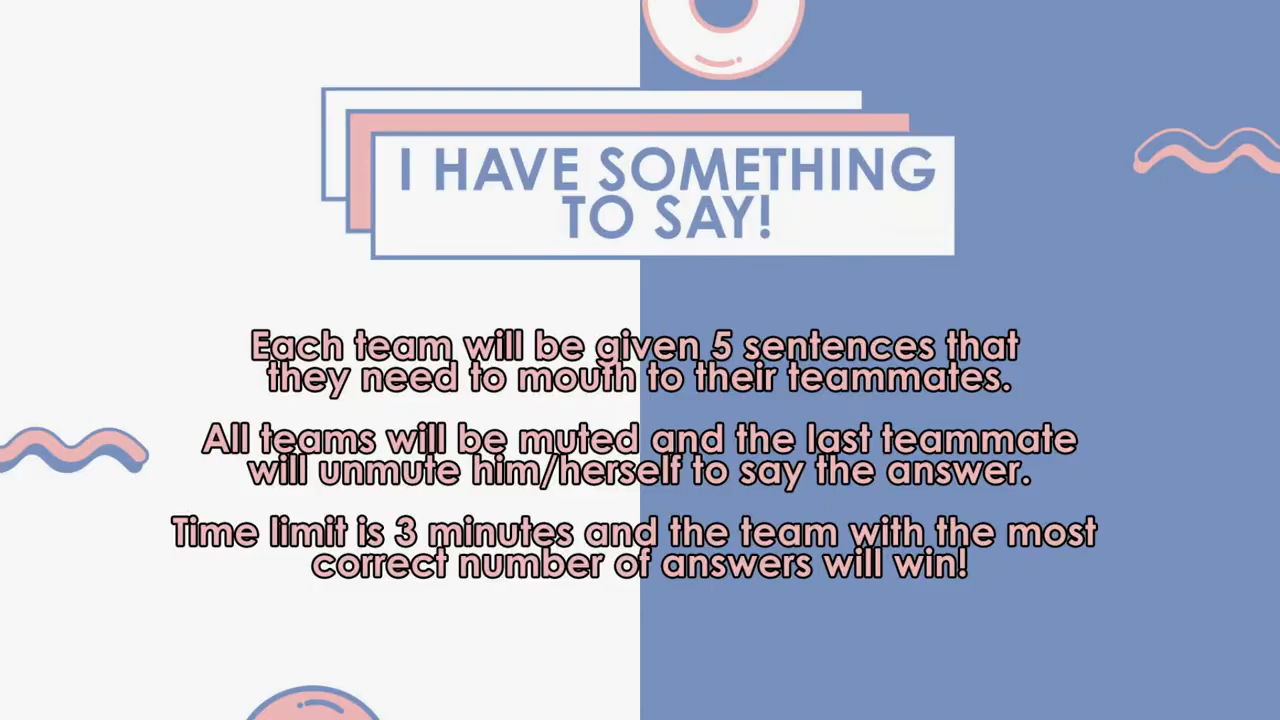 I HAVE SOMETHING
TO SAY!
Each team will be given 5 sentences that
they need to mouth to their teammates.
All teams will be muted and the last teammate
will unmute him/herself to say the answer.
Time limit is 3 minutes and the team with the most
correct number of answers will win!